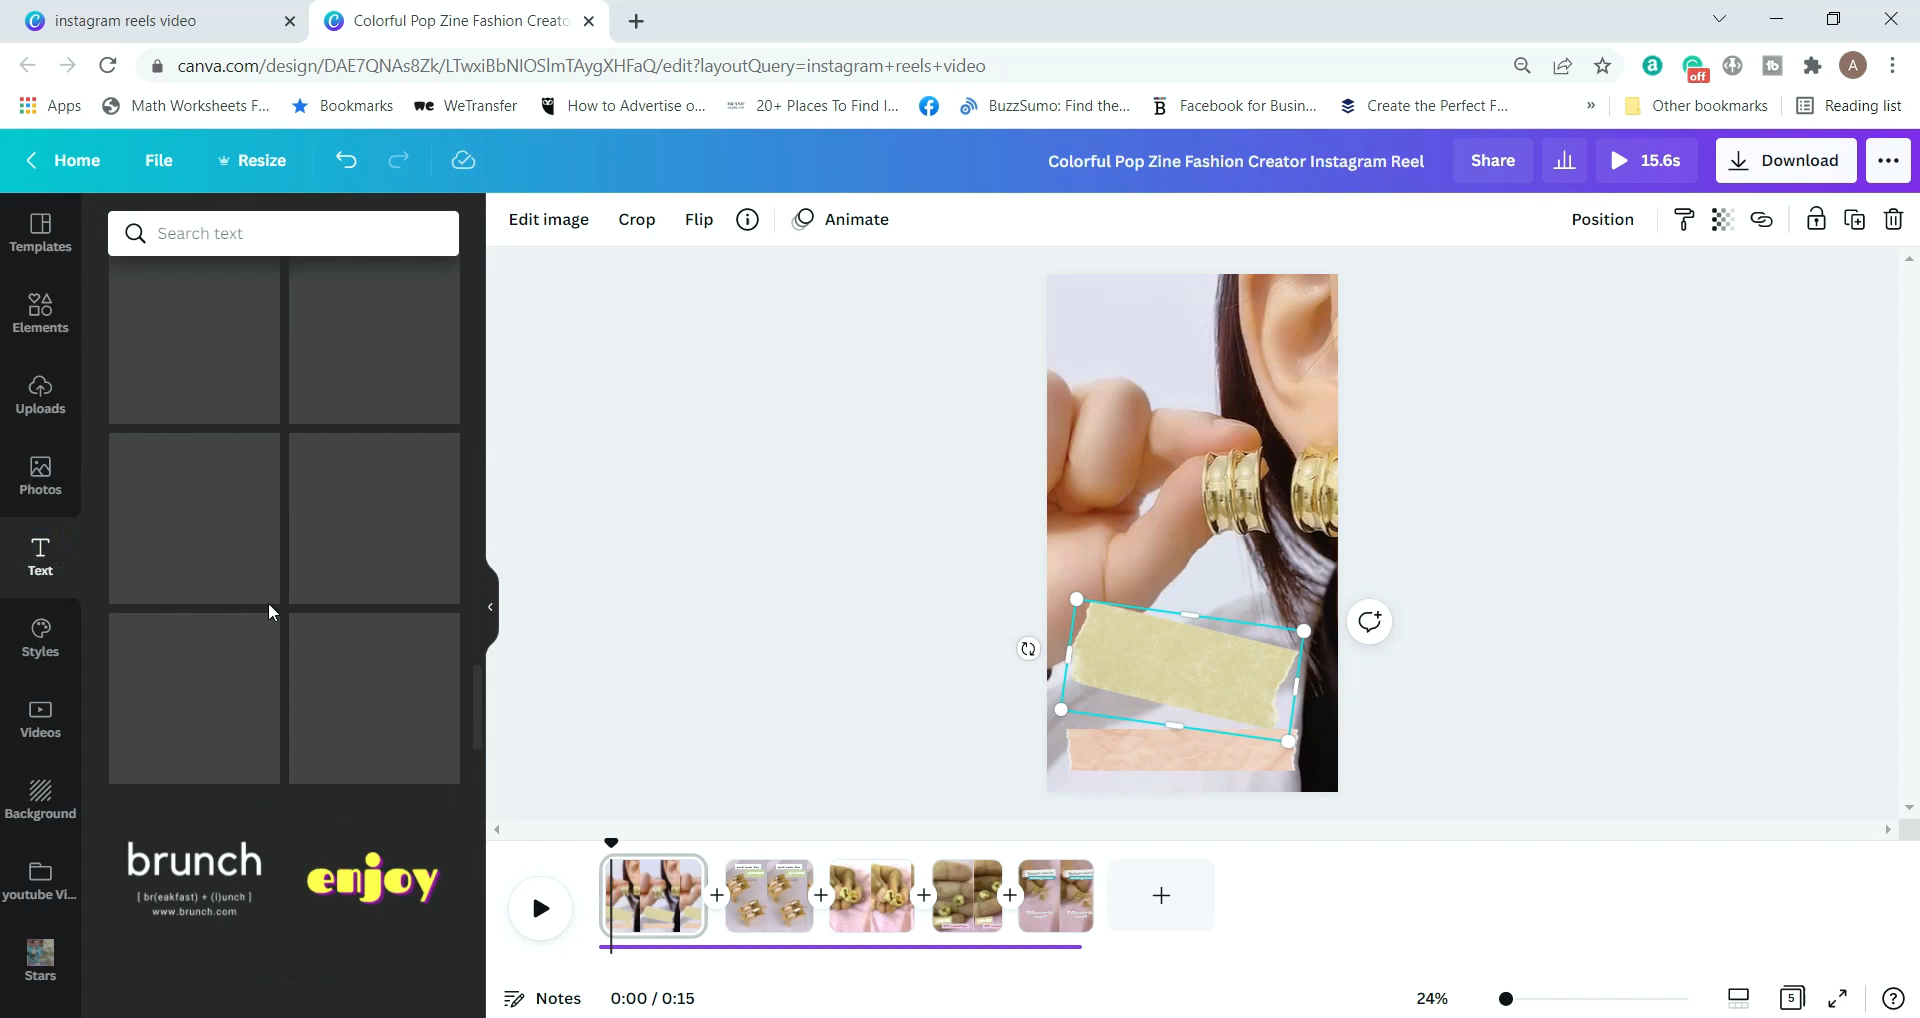 instagram reels video
Colorful Pop Zine Fashion Creato
canva.com/design/DAE7QNAs8Zk/LTwxiBbNIOSlmTAygXHFaQ/edit?layoutQuery=instagram+reels+video
off
A
Apps
Math Worksheets F...
Bookmarks
WeTransfer
How to Advertise o...
20+ Places To Find I...
BuzzSumo: Find the...
Facebook for Busin...
Create the Perfect F...
»
Other bookmarks
Reading list
Home
File
Resize
Colorful Pop Zine Fashion Creator Instagram Reel
Share
15.6s
Download
Templates
Elements
Uploads
Photos
Text
Styles
Videos
Background
youtube Vi...
Stars
Search text
Edit image
Crop
Flip
Animate
Position
brunch
[ br(eakfast) + (l)unch ]
www.brunch.com
enjoy
Notes
0:00 / 0:15
24%
5